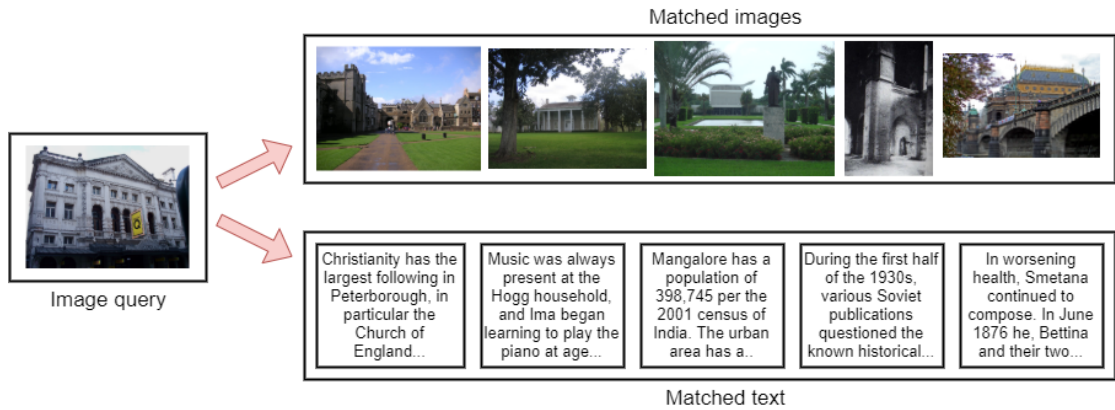 Matched images
Image query
Christianity has the
largest following in
Peterborough, in
particular the
Church of
England...
Music was always
present at the
Hogg household,
and Ima began
learning to play the
piano at age...
Mangalore has a
population of
398,745 per the
2001 census of
India. The urban
area has a..
During the first half
of the 1930s,
various Soviet
publications
questioned the
known historical...
In worsening
health, Smetana
continued to
compose. In June
1876 he, Bettina
and their two...
Matched text